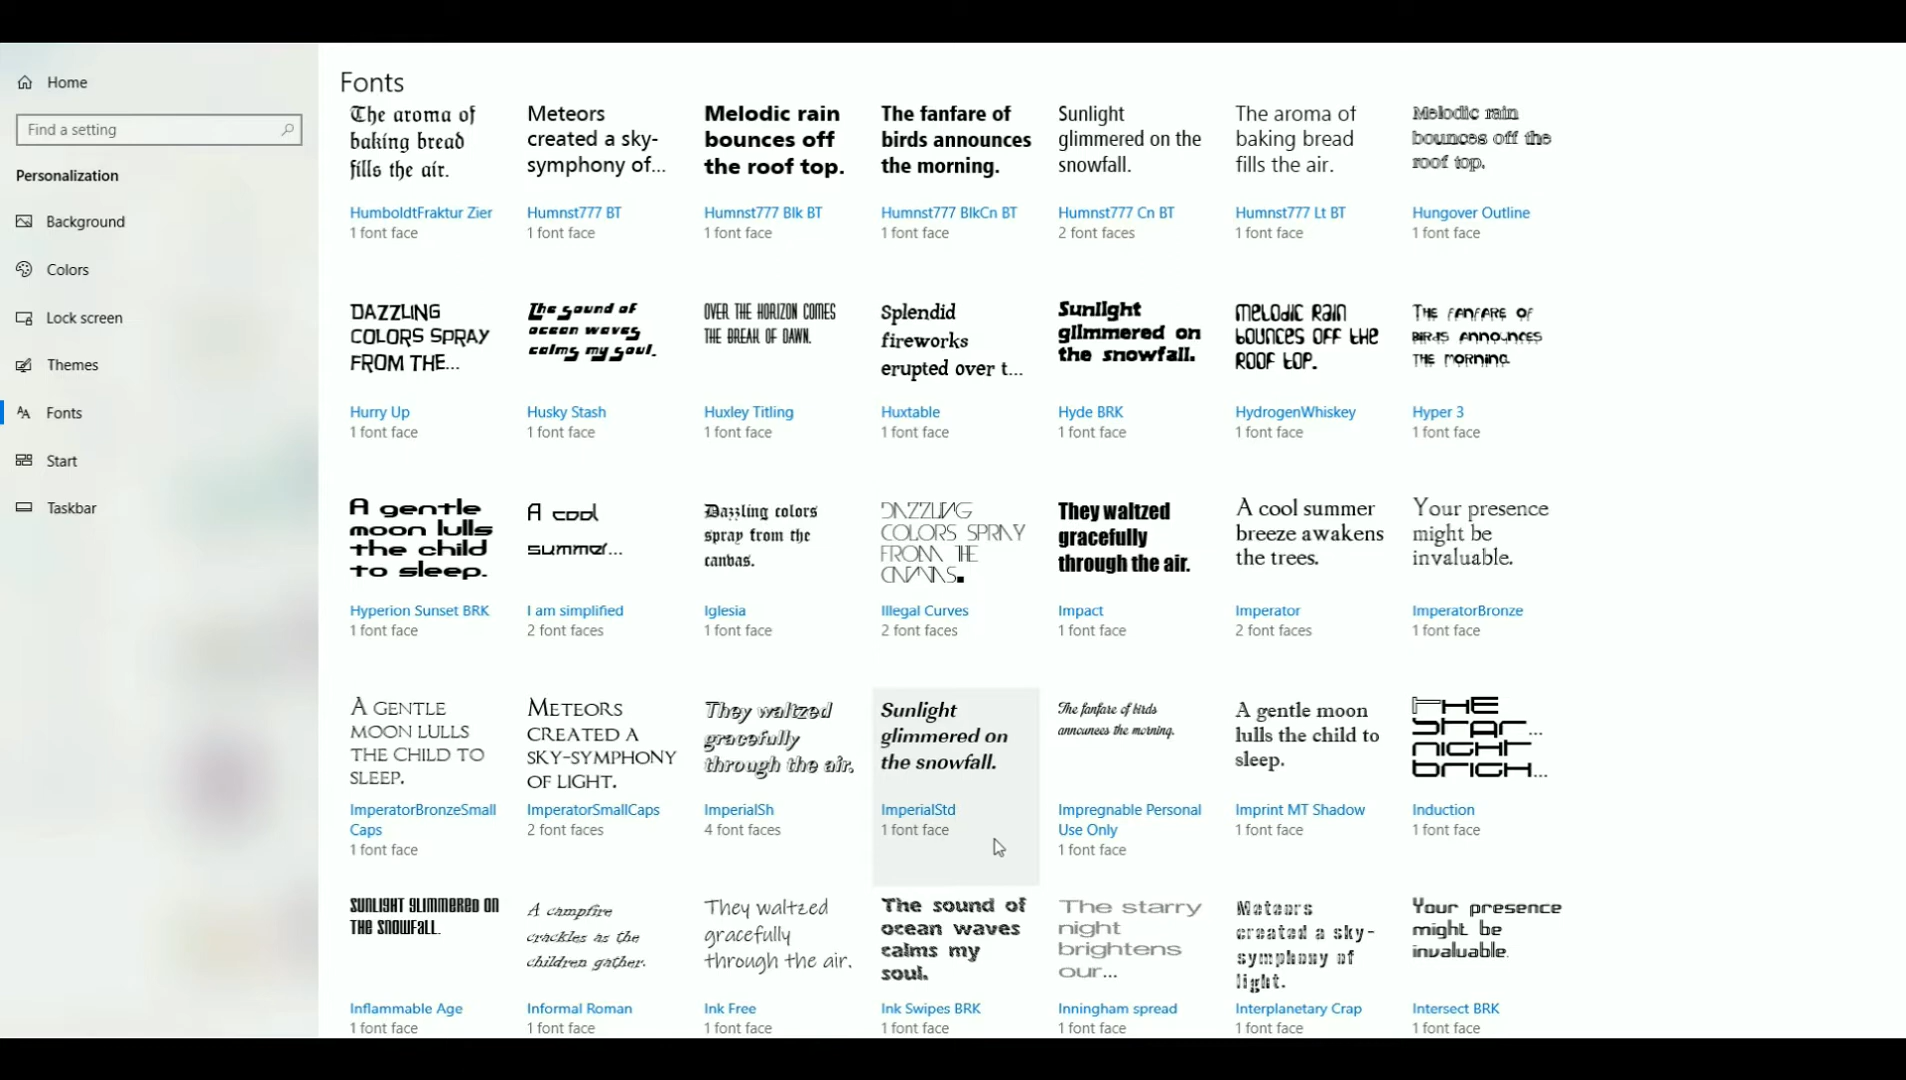 Home
Find a setting
Personalization
Background
Colors
Lock screen
Themes
Fonts
Start
Taskbar
Fonts
The aroma of
baking bread
fills the air.
HumboldtFraktur Zier
1 font face
Meteors
created a sky-
symphony of...
Humnst777 BT
1 font face
Melodic rain
bounces off
the roof top.
Humnst777 Blk BT
1 font face
The fanfare of
birds announces
the morning.
Humnst777 BlkCn BT
1 font face
Sunlight
glimmered on the
snowfall.
Humnst777 Cn BT
2 font faces
The aroma of
baking bread
fills the air.
Humnst777 Lt BT
1 font face
Melodic rain
bounces off the
roof top.
Hungover Outline
1 font face
DAZZLING
COLORS SPRAY
FROM THE...
Hurry Up
1 font face
The sound of
ocean waves
calms my soul.
Husky Stash
1 font face
OVER THE HORIZON COMES
THE BREAK OF DAWN.
Huxley Titling
1 font face
Splendid
fireworks
erupted over t...
Huxtable
1 font face
Sunlight
glimmered on
the snowfall.
Hyde BRK
1 font face
Melodic Rain
bounces off the
roof top.
HydrogenWhiskey
1 font face
The fanfare of
birds announces
the morning.
Hyper 3
1 font face
A gentle
moon lulls
the child
to sleep.
Hyperion Sunset BRK
1 font face
A cool
summer...
I am simplified
2 font faces
Dazzling colors
spray from the
canvas.
Iglesia
1 font face
DAZZLING
COLORS SPRAY
FROM THE
CANVAS.
Illegal Curves
2 font faces
They waltzed
gracefully
through the air.
Impact
1 font face
A cool summer
breeze awakens
the trees.
Imperator
2 font faces
Your presence
might be
invaluable.
ImperatorBronze
1 font face
A GENTLE
MOON LULLS
THE CHILD TO
SLEEP.
ImperatorBronzeSmall
Caps
1 font face
METEORS
CREATED A
SKY-SYMPHONY
OF LIGHT.
ImperatorSmallCaps
2 font faces
They waltzed
gracefully
through the air.
ImperialSh
4 font faces
Sunlight
glimmered on
the snowfall.
ImperialStd
1 font face
The fanfare of birds
announces the morning.
Impregnable Personal
Use Only
1 font face
A gentle moon
lulls the child to
sleep.
Imprint MT Shadow
1 font face
THE
STAR...
NIGHT
BRIGH...
Induction
1 font face
SUNLIGHT GLIMMERED ON
THE SNOWFALL.
Inflammable Age
1 font face
A campfire
crackles as the
children gather.
Informal Roman
1 font face
They waltzed
gracefully
through the air.
Ink Free
1 font face
The sound of
ocean waves
calms my
soul.
Ink Swipes BRK
1 font face
The starry
night
brightens
our...
Inningham spread
1 font face
Meteors
created a sky-
symphony of
light.
Interplanetary Crap
1 font face
Your presence
might be
invaluable.
Intersect BRK
1 font face